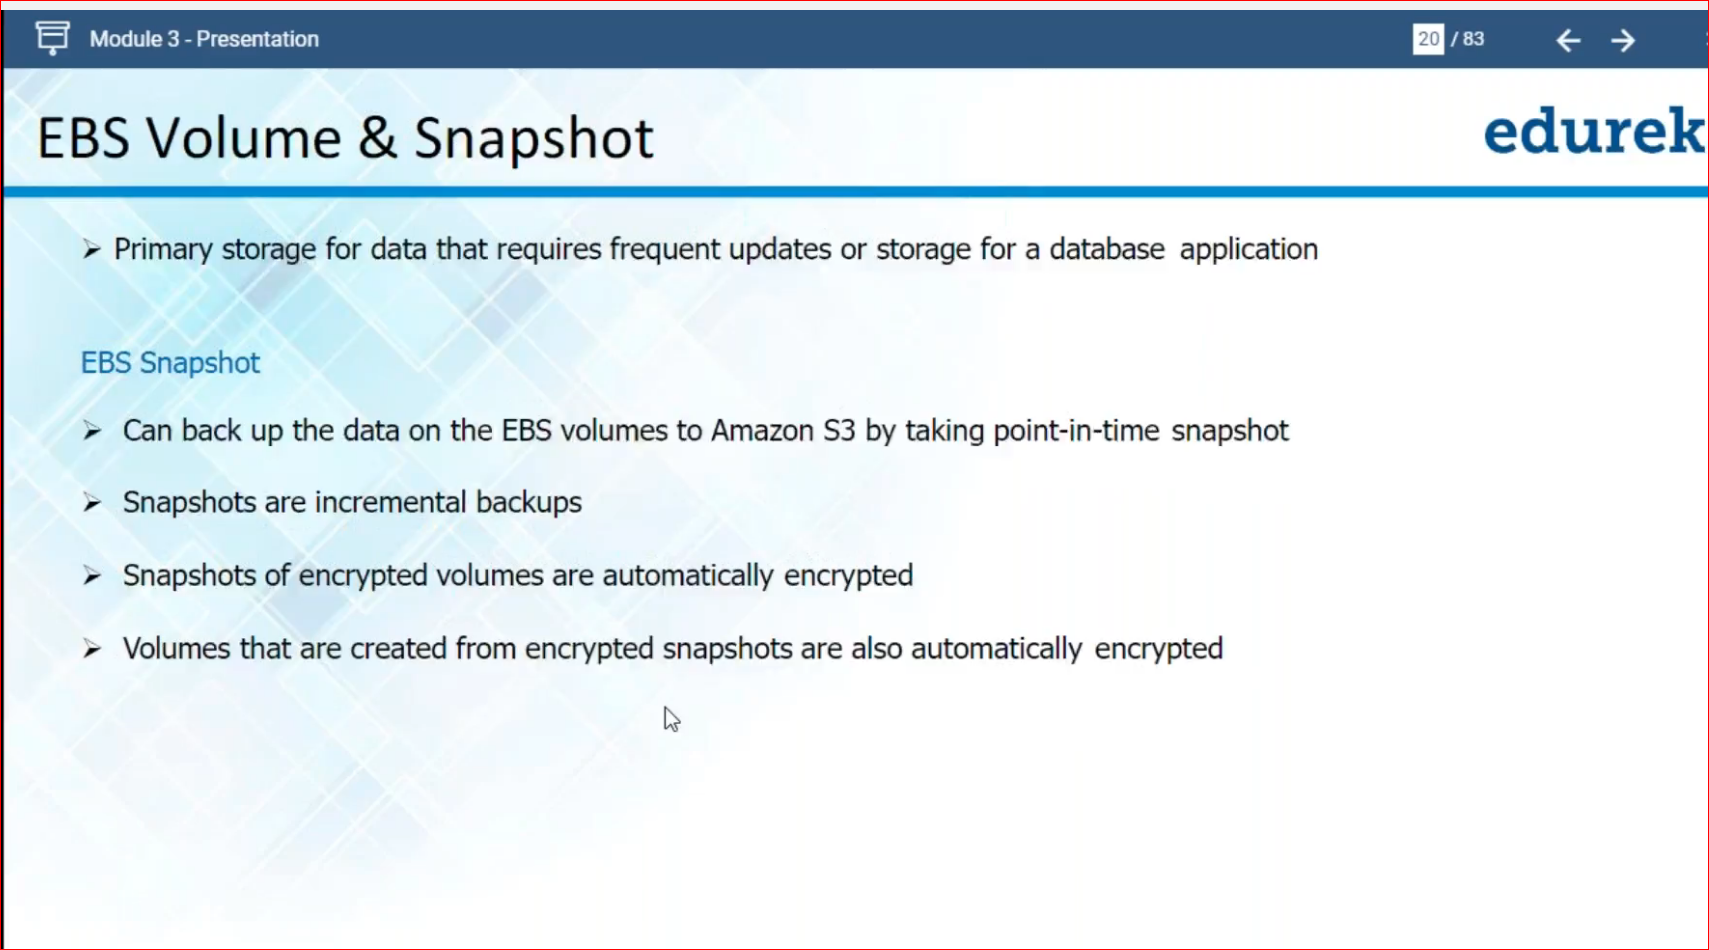 Module 3 - Presentation
20 / 83
EBS Volume & Snapshot
edurek
➢ Primary storage for data that requires frequent updates or storage for a database application
EBS Snapshot
➢ Can back up the data on the EBS volumes to Amazon S3 by taking point-in-time snapshot
➢ Snapshots are incremental backups
➢ Snapshots of encrypted volumes are automatically encrypted
➢ Volumes that are created from encrypted snapshots are also automatically encrypted